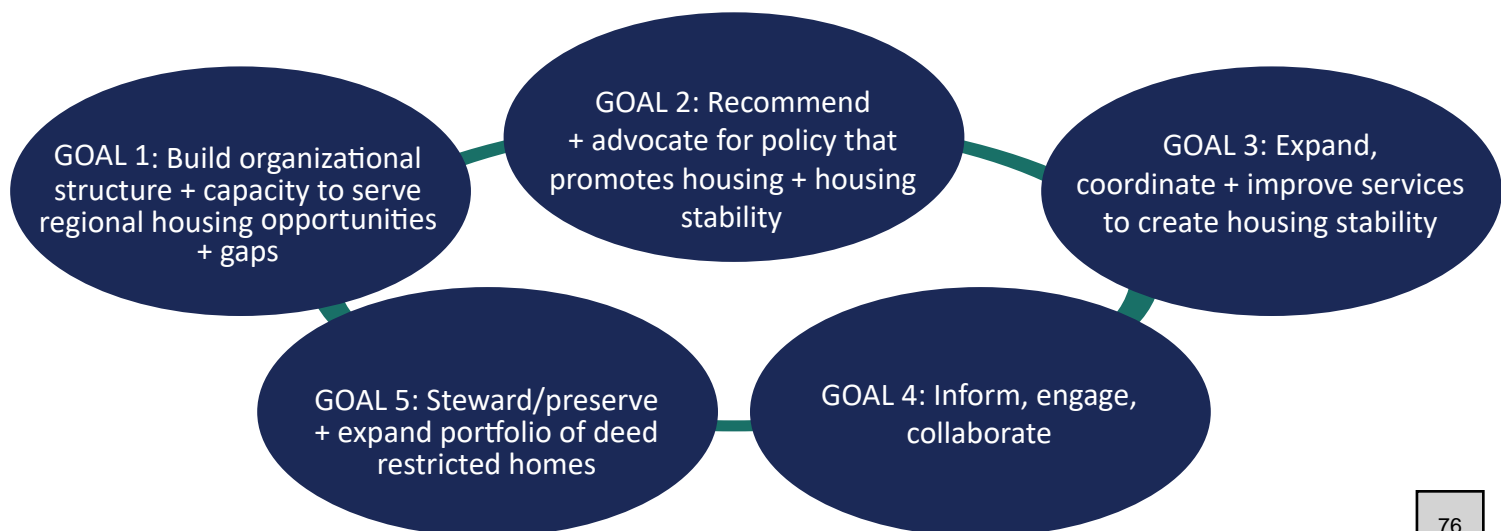 GOAL 1: Build organizational
structure + capacity to serve
regional housing opportunities
+ gaps
GOAL 2: Recommend
+ advocate for policy that
promotes housing + housing
stability
GOAL 3: Expand,
coordinate + improve services
to create housing stability
GOAL 4: Inform, engage,
collaborate
GOAL 5: Steward/preserve
+ expand portfolio of deed
restricted homes
76